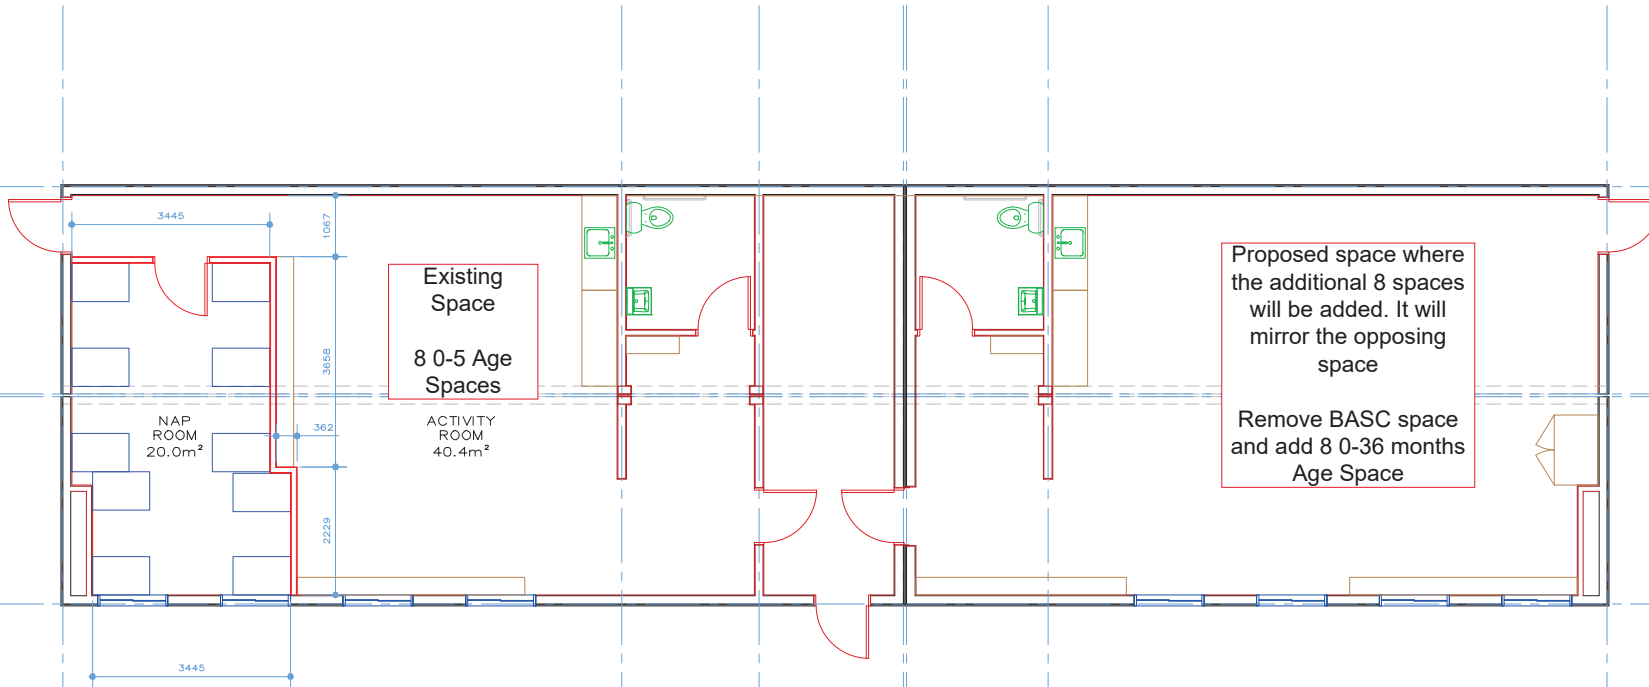 3445
1067
Existing
Space
8 0-5 Age
Spaces
3658
NAP
ROOM
20.0m²
362
ACTIVITY
ROOM
40.4m²
2229
3445
Proposed space where
the additional 8 spaces
will be added. It will
mirror the opposing
space
Remove BASC space
and add 8 0-36 months
Age Space